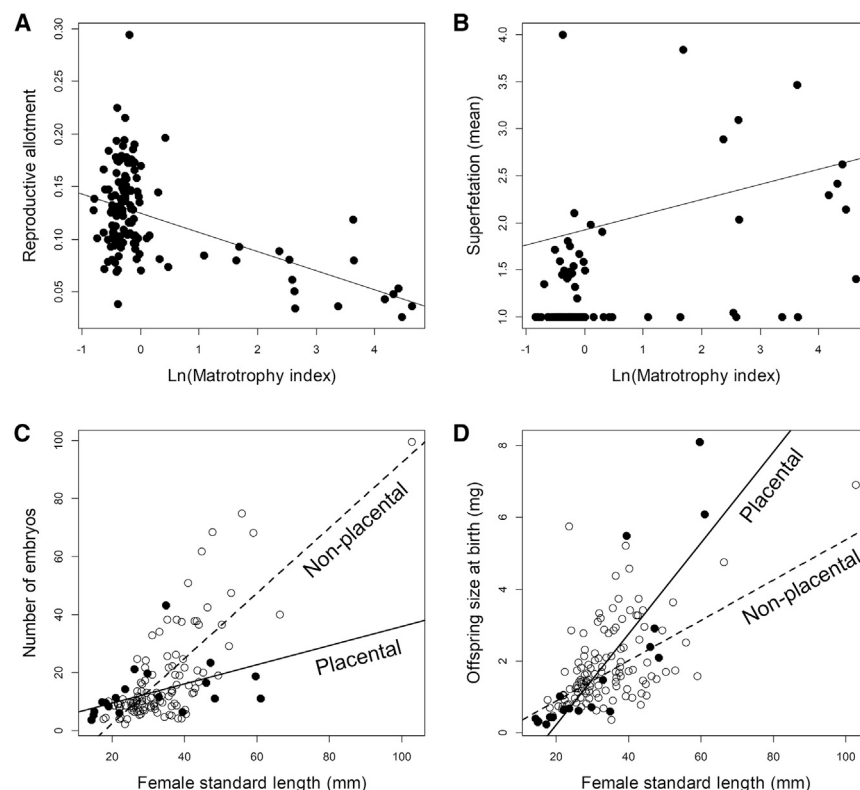 A
B
0.30
0.25
0.20
0.15
0.10
0.05
Reproductive allotment
-1 0 1 2 3 4
Ln(Matrotrophy index)
4.0
3.5
3.0
2.5
2.0
1.5
1.0
Superfetation (mean)
-1 0 1 2 3 4
Ln(Matrotrophy index)
C
D
100
80
60
40
20
0
Number of embryos
Non-placental
Placental
20 40 60 80 100
Female standard length (mm)
8
6
4
2
0
Offspring size at birth (mg)
Placental
Non-placental
20 40 60 80 100
Female standard length (mm)